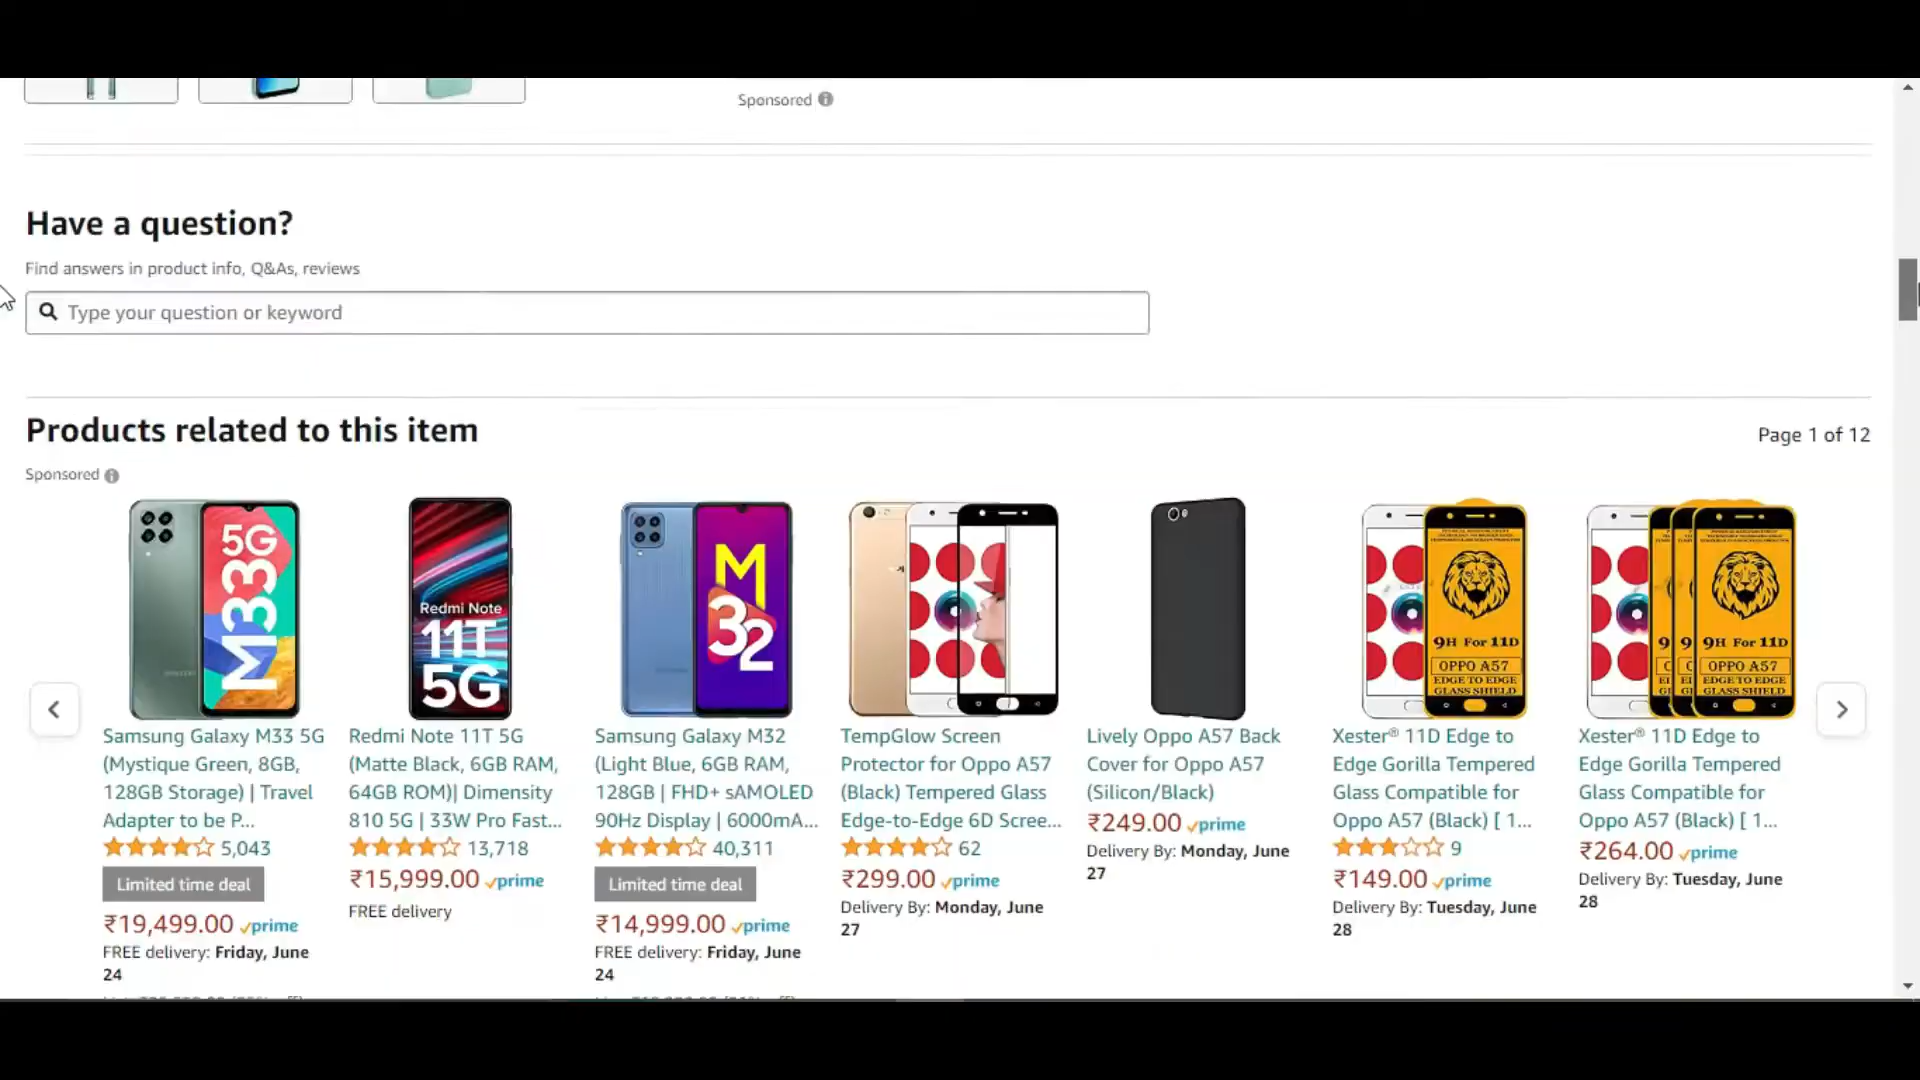 Sponsored
Have a question?
Find answers in product info, Q&As, reviews
Type your question or keyword
Products related to this item
Page 1 of 12
Sponsored
5G
M33
Redmi Note
11T
5G
M
32
9H For 11D
OPPO A57
EDGE TO EDGE
GLASS SHIELD
9H For 11D
OPPO A57
EDGE TO EDGE
GLASS SHIELD
Samsung Galaxy M33 5G
(Mystique Green, 8GB,
128GB Storage) | Travel
Adapter to be P...
5,043
Limited time deal
₹19,499.00 prime
FREE delivery: Friday, June
24
Redmi Note 11T 5G
(Matte Black, 6GB RAM,
64GB ROM)| Dimensity
810 5G | 33W Pro Fast...
13,718
₹15,999.00 prime
FREE delivery
Samsung Galaxy M32
(Light Blue, 6GB RAM,
128GB | FHD+ sAMOLED
90Hz Display | 6000mA...
40,311
Limited time deal
₹14,999.00 prime
FREE delivery: Friday, June
24
TempGlow Screen
Protector for Oppo A57
(Black) Tempered Glass
Edge-to-Edge 6D Scree...
62
₹299.00 prime
Delivery By: Monday, June
27
Lively Oppo A57 Back
Cover for Oppo A57
(Silicon/Black)
₹249.00 prime
Delivery By: Monday, June
27
Xester® 11D Edge to
Edge Gorilla Tempered
Glass Compatible for
Oppo A57 (Black) [ 1...
9
₹149.00 prime
Delivery By: Tuesday, June
28
Xester® 11D Edge to
Edge Gorilla Tempered
Glass Compatible for
Oppo A57 (Black) [ 1...
₹264.00 prime
Delivery By: Tuesday, June
28